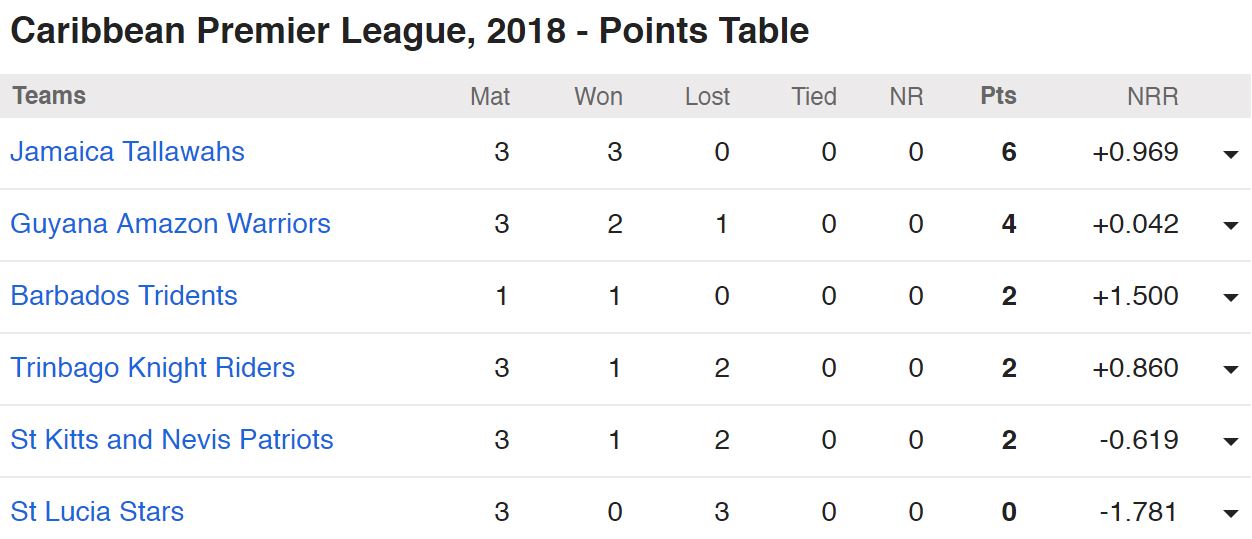 Caribbean Premier League, 2018 - Points Table
Teams Mat Won Lost Tied NR Pts NRR
Jamaica Tallawahs 3 3 0 0 0 6 +0.969
Guyana Amazon Warriors 3 2 1 0 0 4 +0.042
Barbados Tridents 1 1 0 0 0 2 +1.500
Trinbago Knight Riders 3 1 2 0 0 2 +0.860
St Kitts and Nevis Patriots 3 1 2 0 0 2 -0.619
St Lucia Stars 3 0 3 0 0 0 -1.781